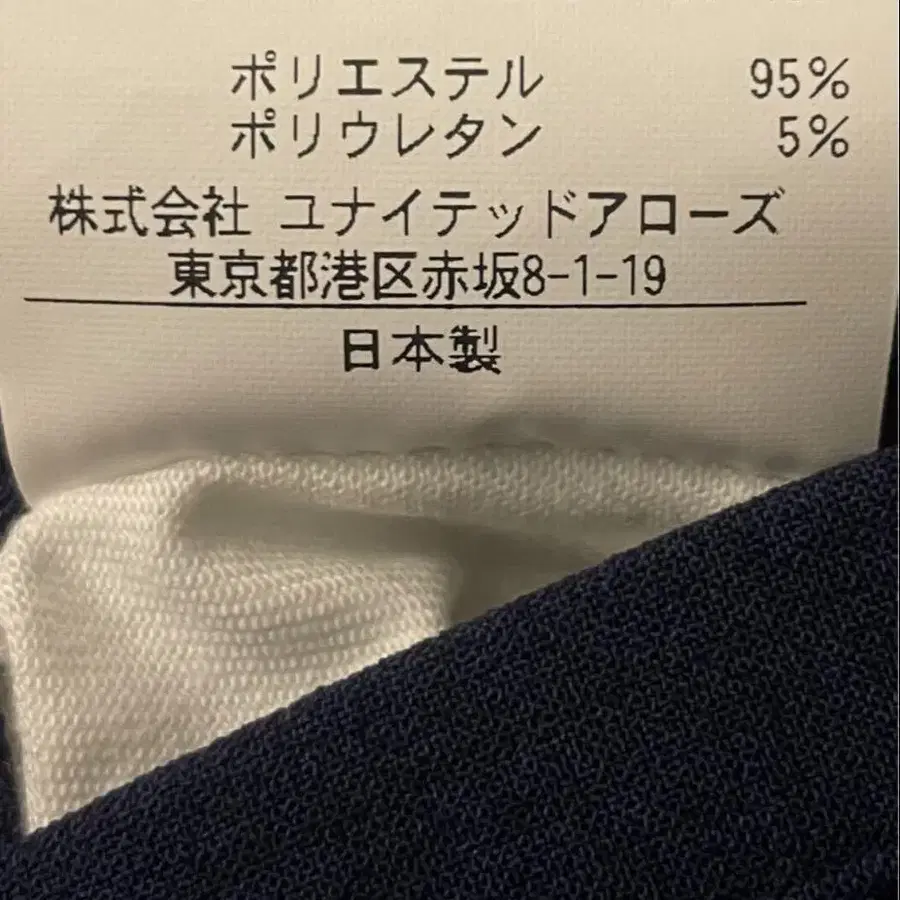 ポリエステル 95%
ポリウレタン 5%
株式会社 ユナイテッドアローズ
東京都港区赤坂8-1-19
日本製